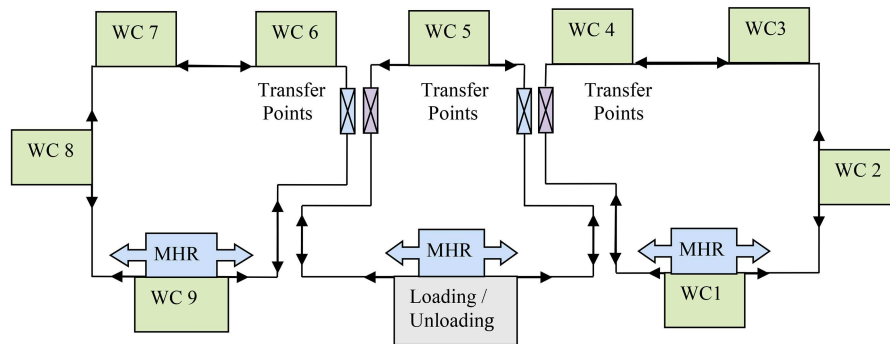 WC 7
WC 6
WC 5
WC 4
WC3
Transfer
Points
Transfer
Points
Transfer
Points
WC 8
WC 2
MHR
MHR
MHR
WC 9
Loading /
Unloading
WC1